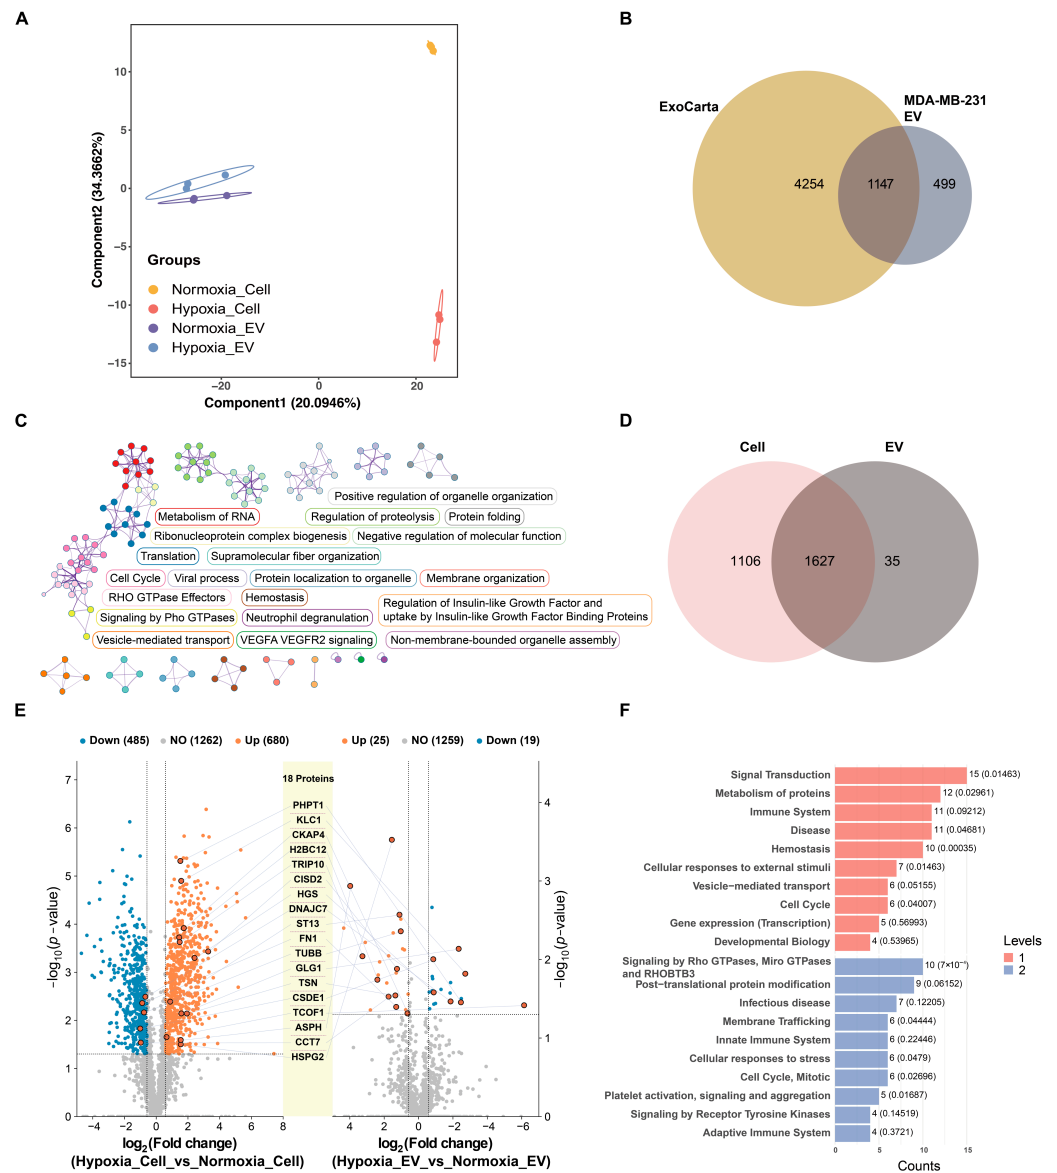 A
10
5
0
−5
−10
−15
Component2 (34.3662%)
Groups
Normoxia_Cell
Hypoxia_Cell
Normoxia_EV
Hypoxia_EV
−20
0
20
Component1 (20.0946%)
B
ExoCarta
MDA-MB-231
EV
4254
1147
499
C
Positive regulation of organelle organization
Metabolism of RNA
Regulation of proteolysis
Protein folding
Ribonucleoprotein complex biogenesis
Negative regulation of molecular function
Translation
Supramolecular fiber organization
Cell Cycle
Viral process
Protein localization to organelle
Membrane organization
RHO GTPase Effectors
Hemostasis
Regulation of Insulin-like Growth Factor and
uptake by Insulin-like Growth Factor Binding Proteins
Signaling by Pho GTPases
Neutrophil degranulation
Vesicle-mediated transport
VEGFA VEGFR2 signaling
Non-membrane-bounded organelle assembly
D
Cell
EV
1106
1627
35
E
Down (485)
NO (1262)
Up (680)
Up (25)
NO (1259)
Down (19)
7
6
5
4
3
2
1
0
−log10(p -value)
18 Proteins
PHPT1
KLC1
CKAP4
H2BC12
TRIP10
CISD2
HGS
DNAJC7
ST13
FN1
TUBB
GLG1
TSN
CSDE1
TCOF1
ASPH
CCT7
HSPG2
4
3
2
1
0
−log10(p -value)
−4
−2
0
2
4
6
8
4
2
0
−2
−4
−6
log2(Fold change)
(Hypoxia_Cell_vs_Normoxia_Cell)
log2(Fold change)
(Hypoxia_EV_vs_Normoxia_EV)
F
Signal Transduction
15 (0.01463)
Metabolism of proteins
12 (0.02961)
Immune System
11 (0.09212)
Disease
11 (0.04681)
Hemostasis
10 (0.00035)
Cellular responses to external stimuli
7 (0.01463)
Vesicle−mediated transport
6 (0.05155)
Cell Cycle
6 (0.04007)
Gene expression (Transcription)
5 (0.56993)
Developmental Biology
4 (0.53965)
Signaling by Rho GTPases, Miro GTPases
and RHOBTB3
Post−translational protein modification
9 (0.06152)
Infectious disease
7 (0.12205)
Membrane Trafficking
6 (0.04444)
Innate Immune System
6 (0.22446)
Cellular responses to stress
6 (0.0479)
Cell Cycle, Mitotic
6 (0.02696)
Platelet activation, signaling and aggregation
5 (0.01687)
Signaling by Receptor Tyrosine Kinases
4 (0.14519)
Adaptive Immune System
4 (0.3721)
0
5
10
15
Counts
Levels
1
2